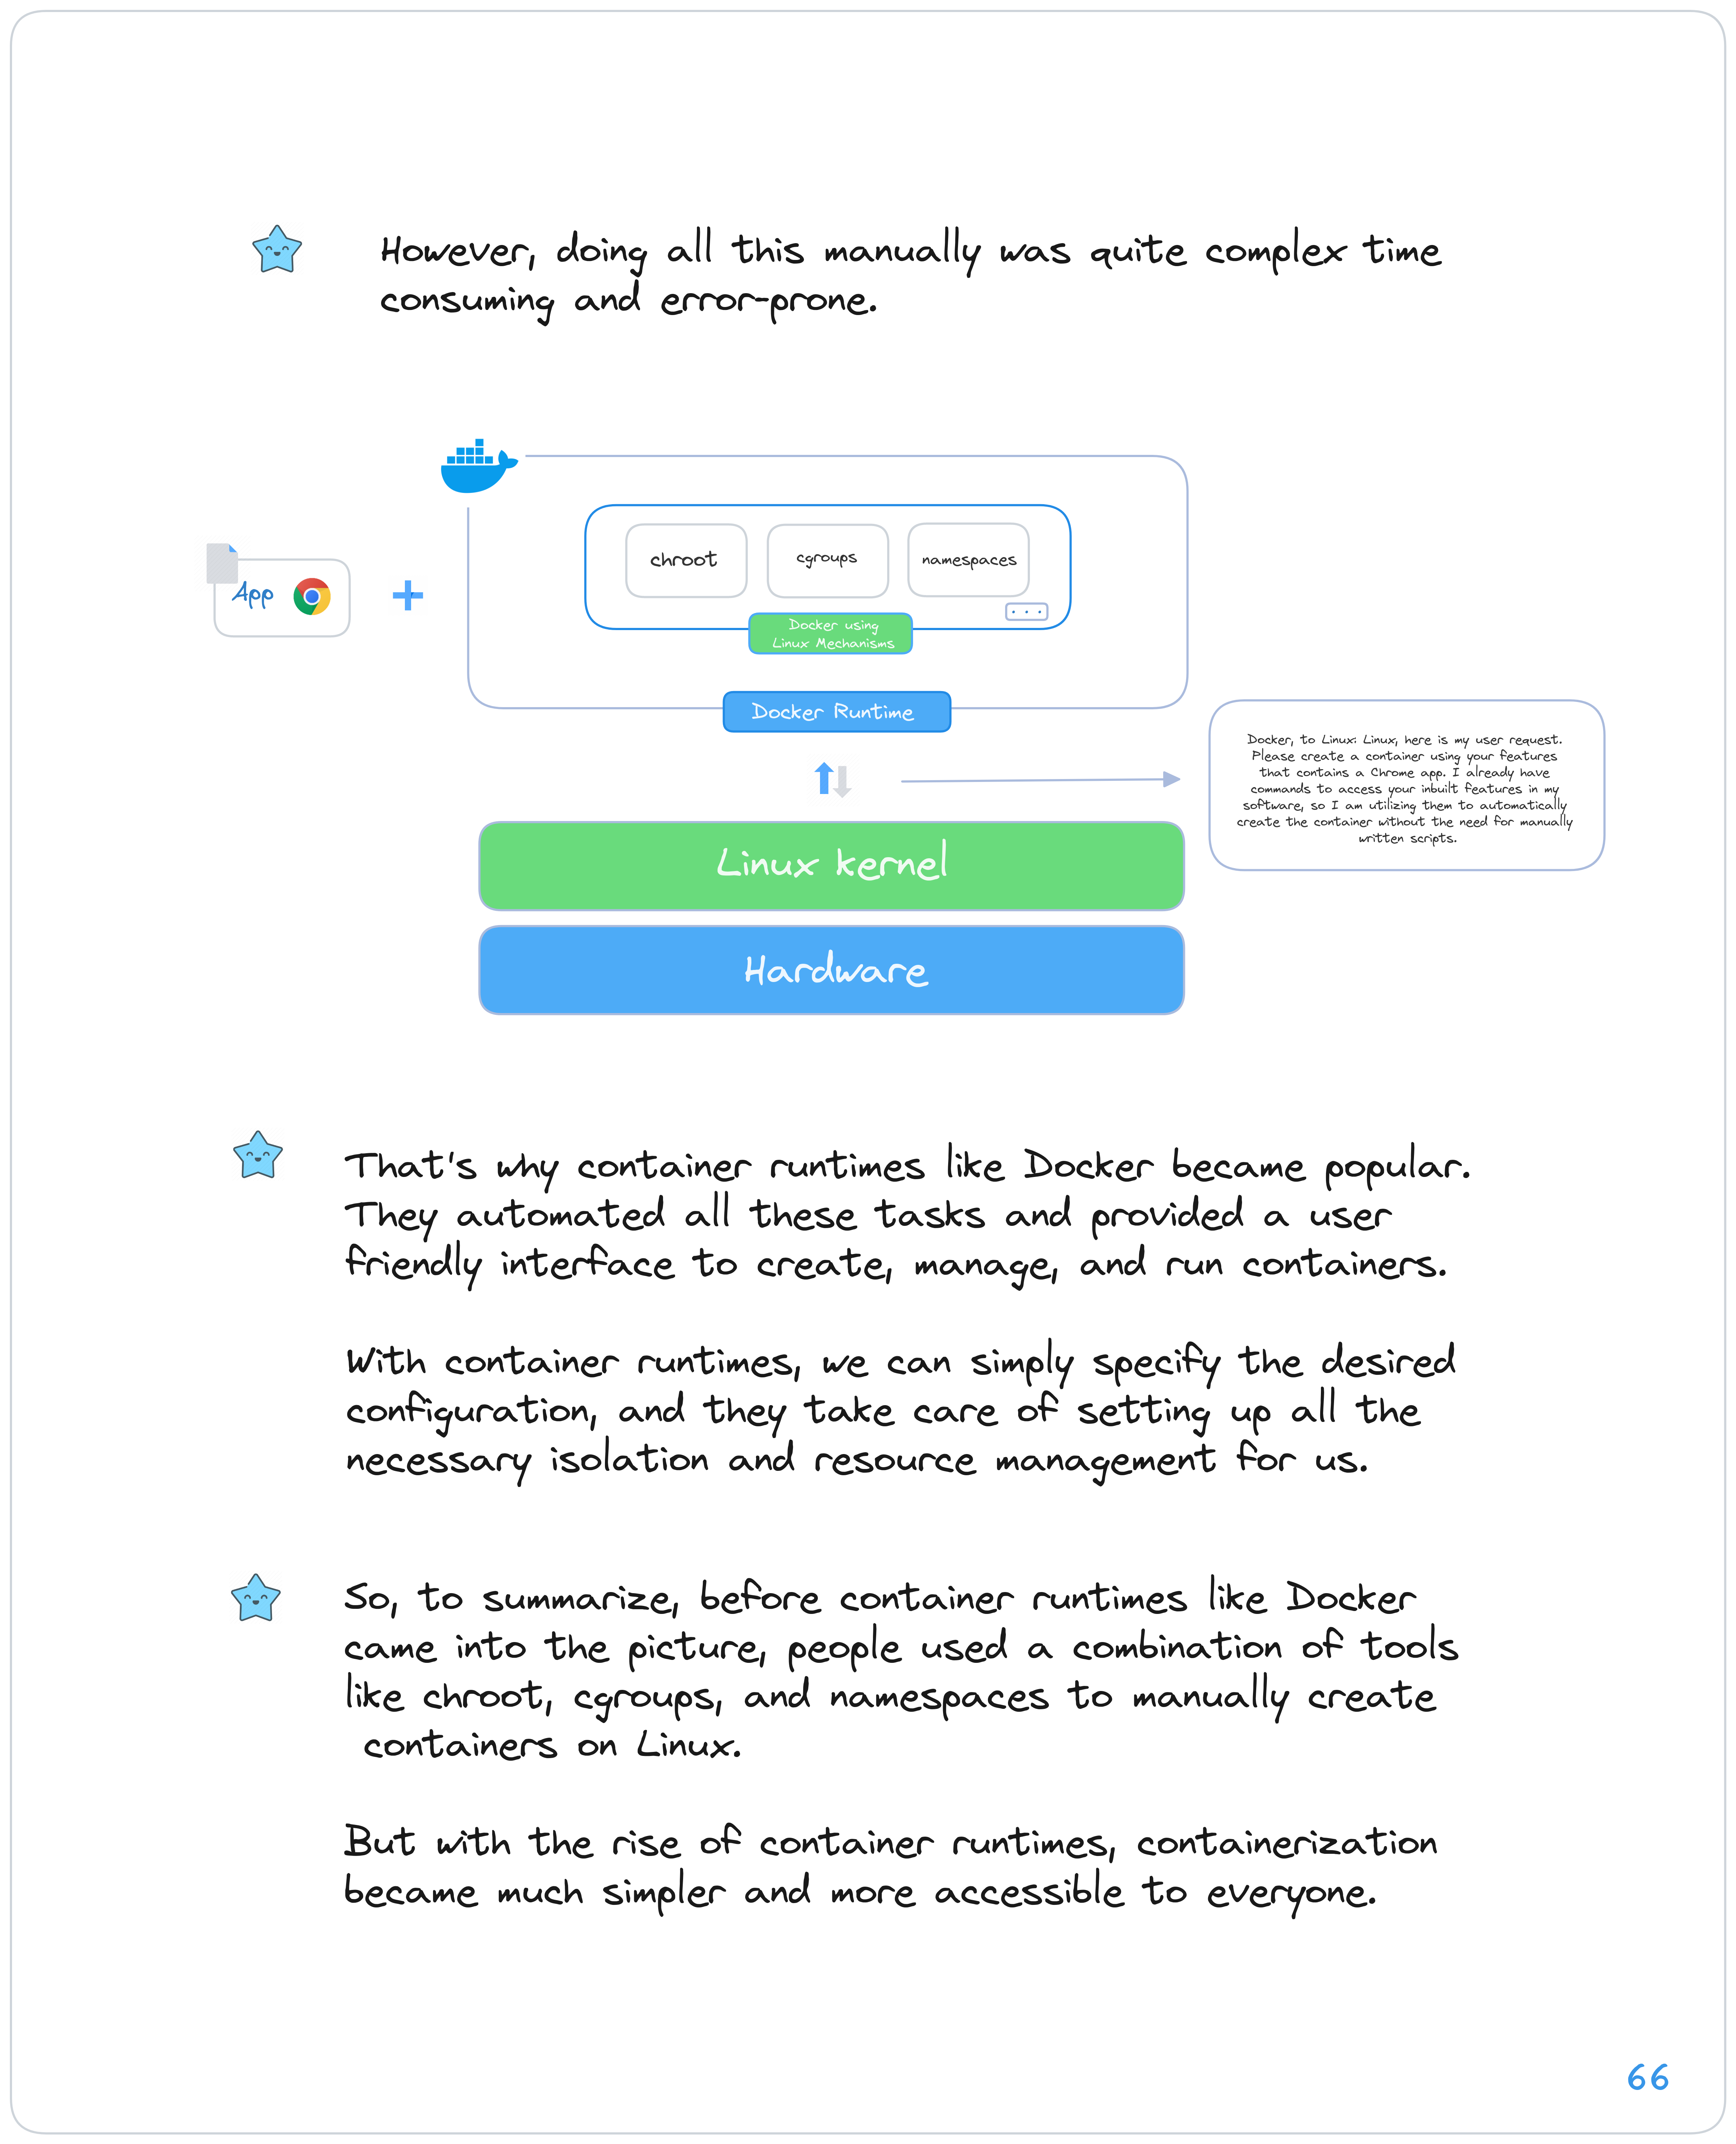 However, doing all this manually was quite complex time
consuming and error-prone.
chroot
cgroups
namespaces
App
Docker using
Linux Mechanisms
Docker Runtime
Docker, to Linux: Linux, here is my user request.
Please create a container using your features
that contains a Chrome app. I already have
commands to access your inbuilt features in my
software, so I am utilizing them to automatically
create the container without the need for manually
written scripts.
Linux kernel
Hardware
That's why container runtimes like Docker became popular.
They automated all these tasks and provided a user
friendly interface to create, manage, and run containers.
With container runtimes, we can simply specify the desired
configuration, and they take care of setting up all the
necessary isolation and resource management for us.
So, to summarize, before container runtimes like Docker
came into the picture, people used a combination of tools
like chroot, cgroups, and namespaces to manually create
containers on Linux.
But with the rise of container runtimes, containerization
became much simpler and more accessible to everyone.
66